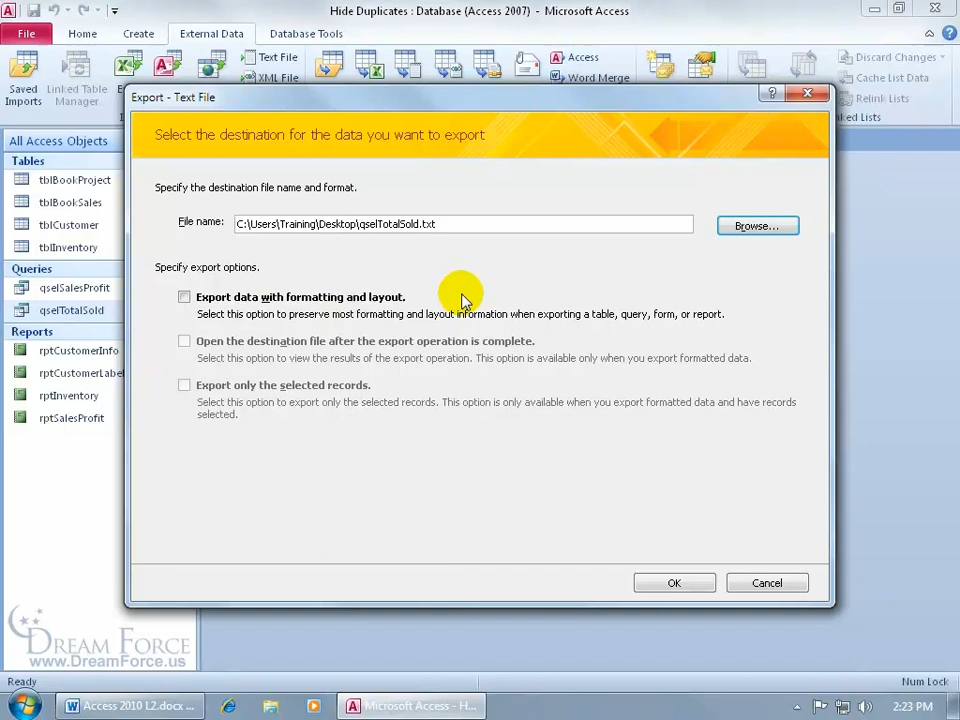 Hide Duplicates : Database (Access 2007)  -  Microsoft Access
File
Home
Create
External Data
Database Tools
Saved
Imports
Linked Table
Manager
Text File
XML File
Access
Word Merge
Discard Changes
Cache List Data
Relink Lists
ked Lists
Export - Text File
All Access Objects
Select the destination for the data you want to export
Tables
tblBookProject
tblBookSales
tblCustomer
tblInventory
Queries
qselSalesProfit
qselTotalSold
Reports
rptCustomerInfo
rptCustomerLabel
rptInventory
rptSalesProfit
Specify the destination file name and format.
File name:
C:\Users\Training\Desktop\qselTotalSold.txt
Browse...
Specify export options.
Export data with formatting and layout.
Select this option to preserve most formatting and layout information when exporting a table, query, form, or report.
Open the destination file after the export operation is complete.
Select this option to view the results of the export operation. This option is available only when you export formatted data.
Export only the selected records.
Select this option to export only the selected records. This option is only available when you export formatted data and have records
selected.
OK
Cancel
DREAM FORCE
www.DreamForce.us
Ready
Num Lock
Access 2010 L2.docx ...
Microsoft Access - H...
2:23 PM